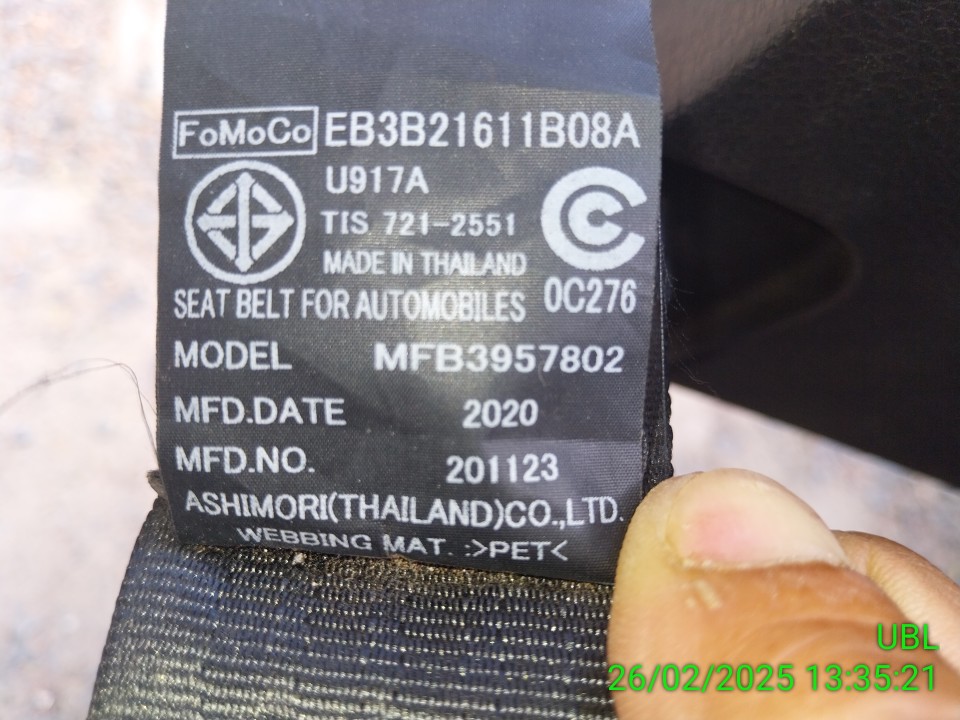 FoMoCo EB3B21611B08A
U917A
TIS 721-2551
MADE IN THAILAND
SEAT BELT FOR AUTOMOBILES 0C276
MODEL MFB3957802
MFD.DATE 2020
MFD.NO. 201123
ASHIMORI(THAILAND)CO.,LTD.
WEBBING MAT. :>PET<
UBL
26/02/2025 13:35:21